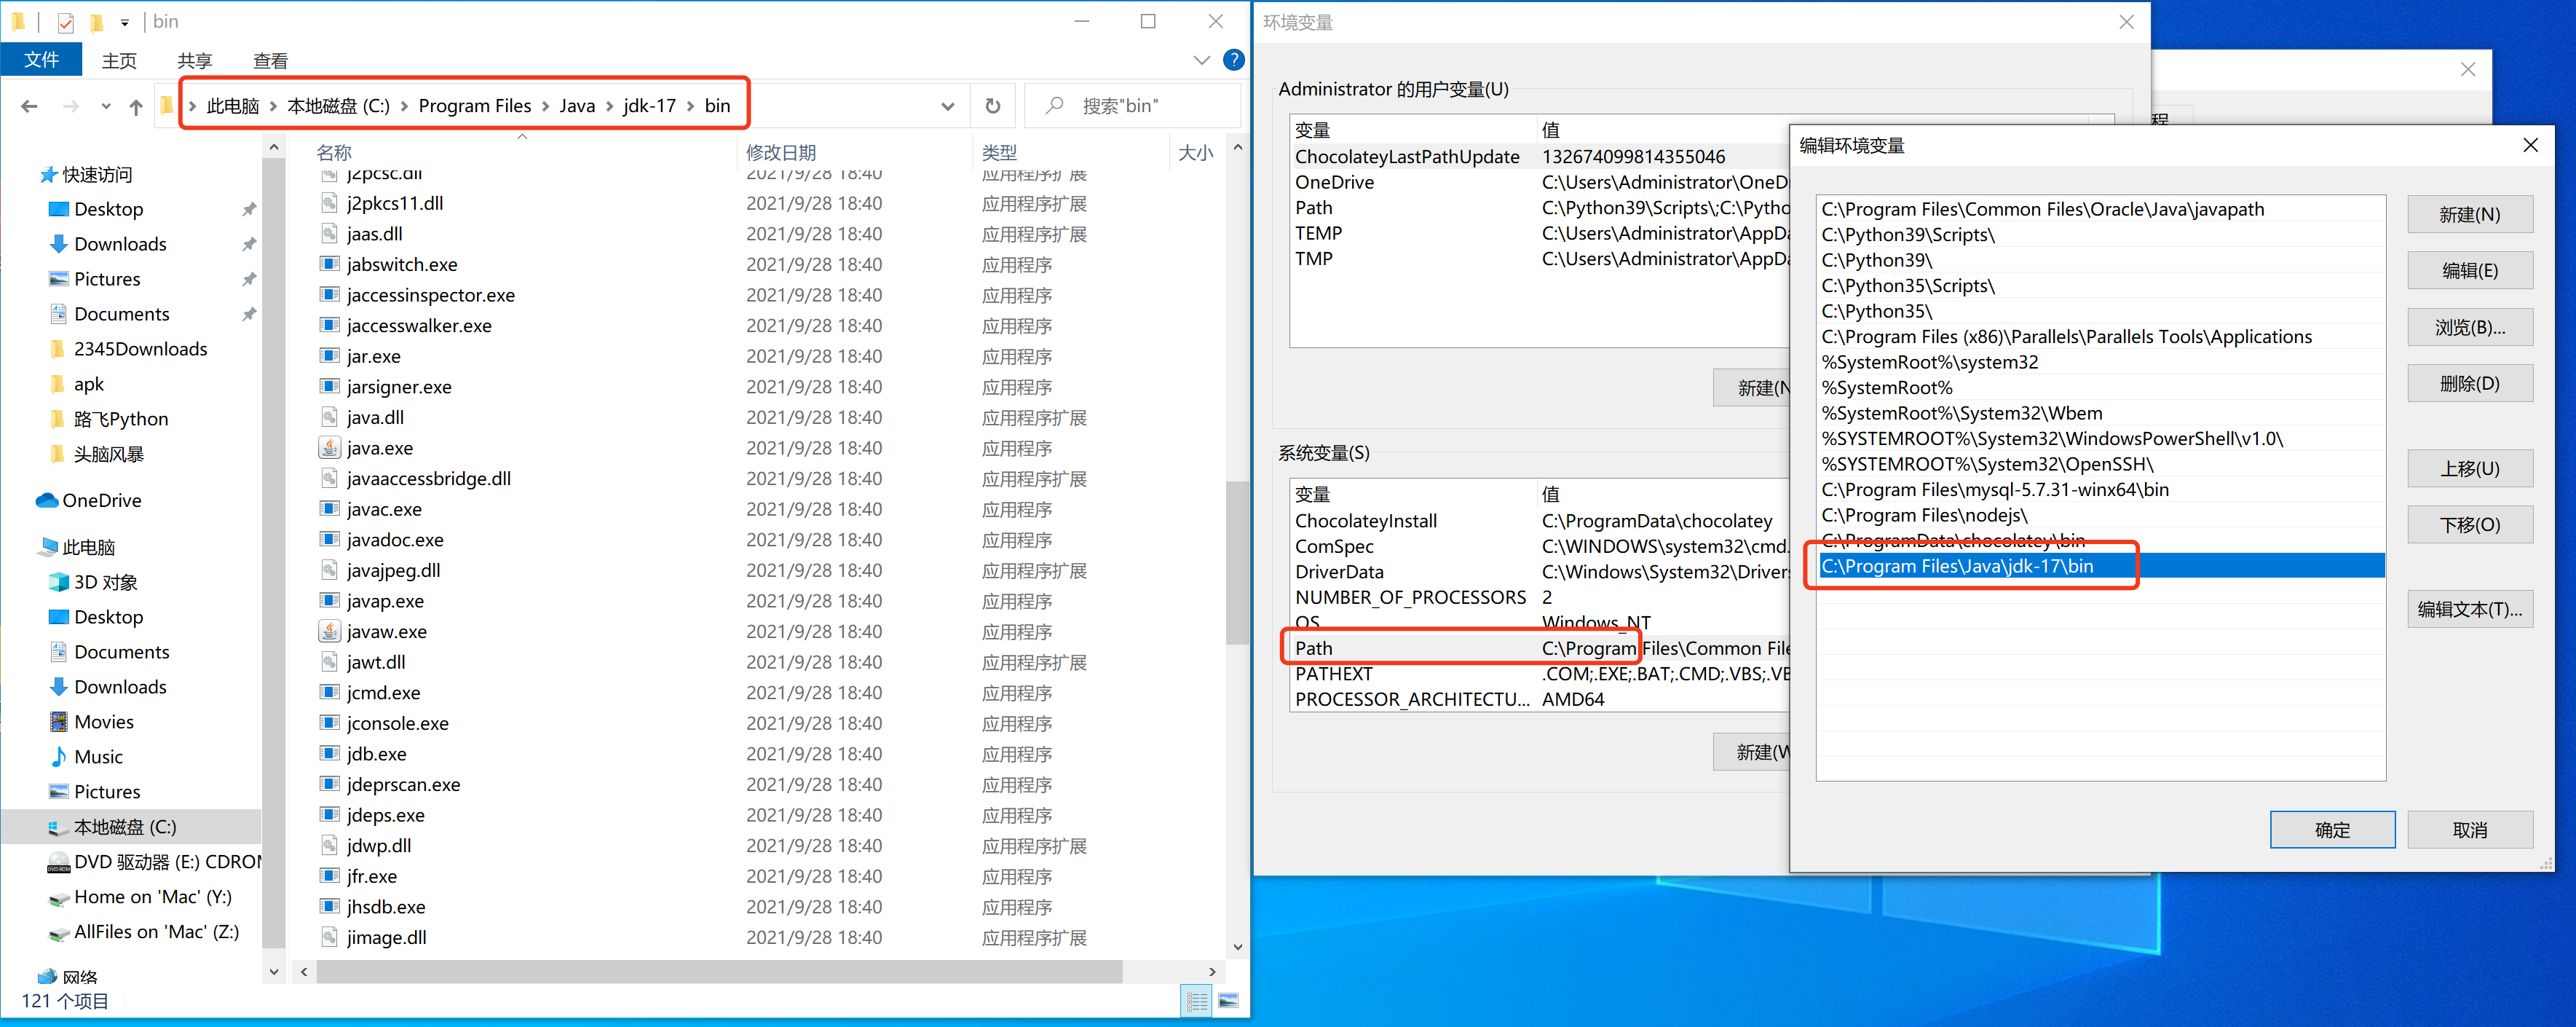 bin
文件 主页 共享 查看
此电脑 本地磁盘 (C:) Program Files Java jdk-17 bin
搜索"bin"
快速访问
Desktop
Downloads
Pictures
Documents
2345Downloads
apk
路飞Python
头脑风暴
OneDrive
此电脑
3D 对象
Desktop
Documents
Downloads
Movies
Music
Pictures
本地磁盘 (C:)
DVD 驱动器 (E:) CDROM
Home on 'Mac' (Y:)
AllFiles on 'Mac' (Z:)
网络
121 个项目
名称 修改日期 类型 大小
j2pcsc.dll 2021/9/28 18:40 应用程序扩展
j2pkcs11.dll 2021/9/28 18:40 应用程序扩展
jaas.dll 2021/9/28 18:40 应用程序扩展
jabswitch.exe 2021/9/28 18:40 应用程序
jaccessinspector.exe 2021/9/28 18:40 应用程序
jaccesswalker.exe 2021/9/28 18:40 应用程序
jar.exe 2021/9/28 18:40 应用程序
jarsigner.exe 2021/9/28 18:40 应用程序
java.dll 2021/9/28 18:40 应用程序扩展
java.exe 2021/9/28 18:40 应用程序
javaaccessbridge.dll 2021/9/28 18:40 应用程序扩展
javac.exe 2021/9/28 18:40 应用程序
javadoc.exe 2021/9/28 18:40 应用程序
javajpeg.dll 2021/9/28 18:40 应用程序扩展
javap.exe 2021/9/28 18:40 应用程序
javaw.exe 2021/9/28 18:40 应用程序
jawt.dll 2021/9/28 18:40 应用程序扩展
jcmd.exe 2021/9/28 18:40 应用程序
jconsole.exe 2021/9/28 18:40 应用程序
jdb.exe 2021/9/28 18:40 应用程序
jdeprscan.exe 2021/9/28 18:40 应用程序
jdeps.exe 2021/9/28 18:40 应用程序
jdwp.dll 2021/9/28 18:40 应用程序扩展
jfr.exe 2021/9/28 18:40 应用程序
jhsdb.exe 2021/9/28 18:40 应用程序
jimage.dll 2021/9/28 18:40 应用程序扩展
环境变量
Administrator 的用户变量(U)
变量 值
ChocolateyLastPathUpdate 132674099814355046
OneDrive C:\Users\Administrator\OneD
Path C:\Python39\Scripts\;C:\Pytho
TEMP C:\Users\Administrator\AppDa
TMP C:\Users\Administrator\AppDa
新建(N
系统变量(S)
变量 值
ChocolateyInstall C:\ProgramData\chocolatey
ComSpec C:\WINDOWS\system32\cmd.
DriverData C:\Windows\System32\Drivers
NUMBER_OF_PROCESSORS 2
OS Windows_NT
Path C:\Program Files\Common File
PATHEXT .COM;.EXE;.BAT;.CMD;.VBS;.VB
PROCESSOR_ARCHITECTU... AMD64
新建(W
程
编辑环境变量
C:\Program Files\Common Files\Oracle\Java\javapath
C:\Python39\Scripts\
C:\Python39\
C:\Python35\Scripts\
C:\Python35\
C:\Program Files (x86)\Parallels\Parallels Tools\Applications
%SystemRoot%\system32
%SystemRoot%
%SystemRoot%\System32\Wbem
%SYSTEMROOT%\System32\WindowsPowerShell\v1.0\
%SYSTEMROOT%\System32\OpenSSH\
C:\Program Files\mysql-5.7.31-winx64\bin
C:\Program Files\nodejs\
C:\ProgramData\chocolatey\bin
C:\Program Files\Java\jdk-17\bin
新建(N)
编辑(E)
浏览(B)...
删除(D)
上移(U)
下移(O)
编辑文本(T)...
确定
取消